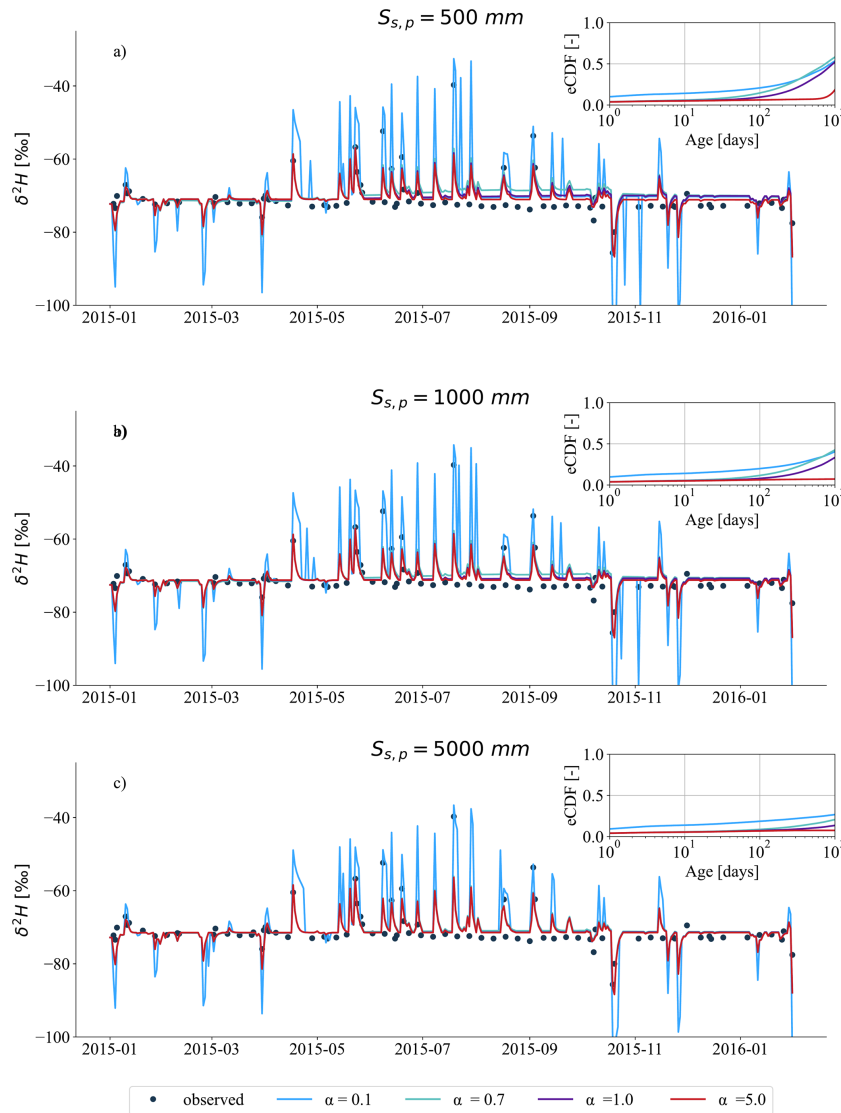 S_{s,p} = 500 mm
a)
δ²H [‰]
−40
−60
−80
−100
2015-01 2015-03 2015-05 2015-07 2015-09 2015-11 2016-01
eCDF [-]
1.0
0.5
0.0
10⁰ 10¹ 10² 10³
Age [days]
S_{s,p} = 1000 mm
b)
δ²H [‰]
−40
−60
−80
−100
2015-01 2015-03 2015-05 2015-07 2015-09 2015-11 2016-01
eCDF [-]
1.0
0.5
0.0
10⁰ 10¹ 10² 10³
Age [days]
S_{s,p} = 5000 mm
c)
δ²H [‰]
−40
−60
−80
−100
2015-01 2015-03 2015-05 2015-07 2015-09 2015-11 2016-01
eCDF [-]
1.0
0.5
0.0
10⁰ 10¹ 10² 10³
Age [days]
observed α = 0.1 α = 0.7 α =1.0 α =5.0